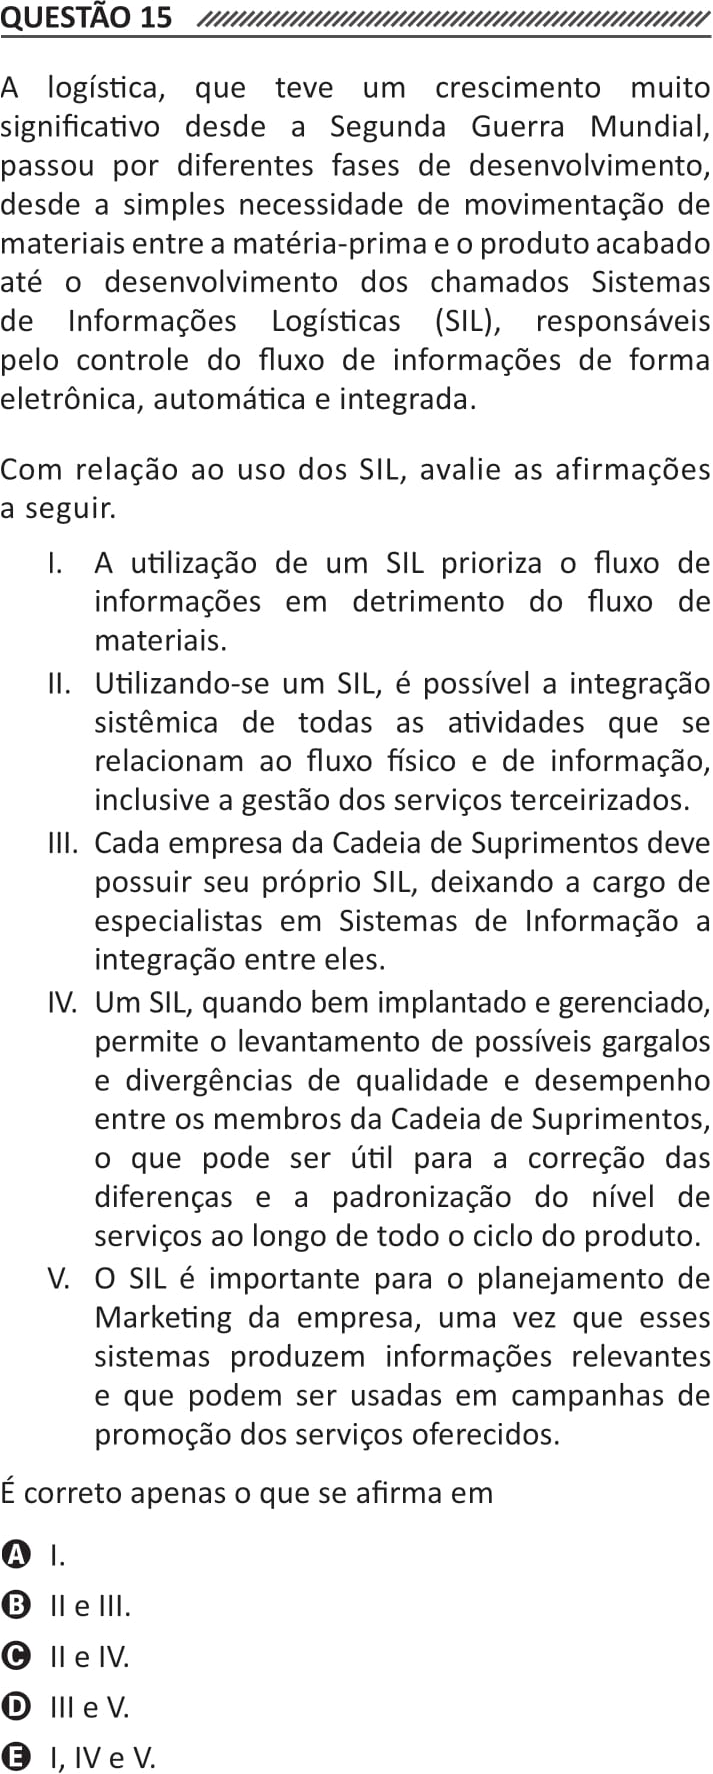 QUESTÃO 15
A logística, que teve um crescimento muito
significativo desde a Segunda Guerra Mundial,
passou por diferentes fases de desenvolvimento,
desde a simples necessidade de movimentação de
materiais entre a matéria-prima e o produto acabado
até o desenvolvimento dos chamados Sistemas
de Informações Logísticas (SIL), responsáveis
pelo controle do fluxo de informações de forma
eletrônica, automática e integrada.
Com relação ao uso dos SIL, avalie as afirmações
a seguir.
I. A utilização de um SIL prioriza o fluxo de
informações em detrimento do fluxo de
materiais.
II. Utilizando-se um SIL, é possível a integração
sistêmica de todas as atividades que se
relacionam ao fluxo físico e de informação,
inclusive a gestão dos serviços terceirizados.
III. Cada empresa da Cadeia de Suprimentos deve
possuir seu próprio SIL, deixando a cargo de
especialistas em Sistemas de Informação a
integração entre eles.
IV. Um SIL, quando bem implantado e gerenciado,
permite o levantamento de possíveis gargalos
e divergências de qualidade e desempenho
entre os membros da Cadeia de Suprimentos,
o que pode ser útil para a correção das
diferenças e a padronização do nível de
serviços ao longo de todo o ciclo do produto.
V. O SIL é importante para o planejamento de
Marketing da empresa, uma vez que esses
sistemas produzem informações relevantes
e que podem ser usadas em campanhas de
promoção dos serviços oferecidos.
É correto apenas o que se afirma em
A I.
B II e III.
C II e IV.
D III e V.
E I, IV e V.